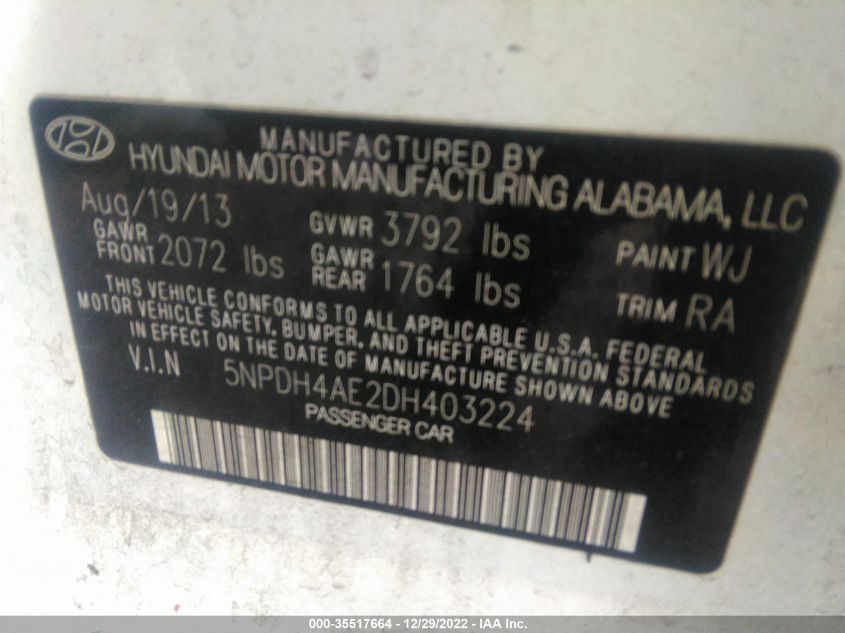 MANUFACTURED BY
HYUNDAI MOTOR MANUFACTURING ALABAMA, LLC
Aug/19/13 GVWR 3792 lbs PAINT WJ
GAWR FRONT 2072 lbs GAWR REAR 1764 lbs TRIM RA
THIS VEHICLE CONFORMS TO ALL APPLICABLE U.S.A. FEDERAL
MOTOR VEHICLE SAFETY, BUMPER, AND THEFT PREVENTION STANDARDS
IN EFFECT ON THE DATE OF MANUFACTURE SHOWN ABOVE
V.I.N 5NPDH4AE2DH403224
PASSENGER CAR
000-35517664 - 12/29/2022 - IAA Inc.